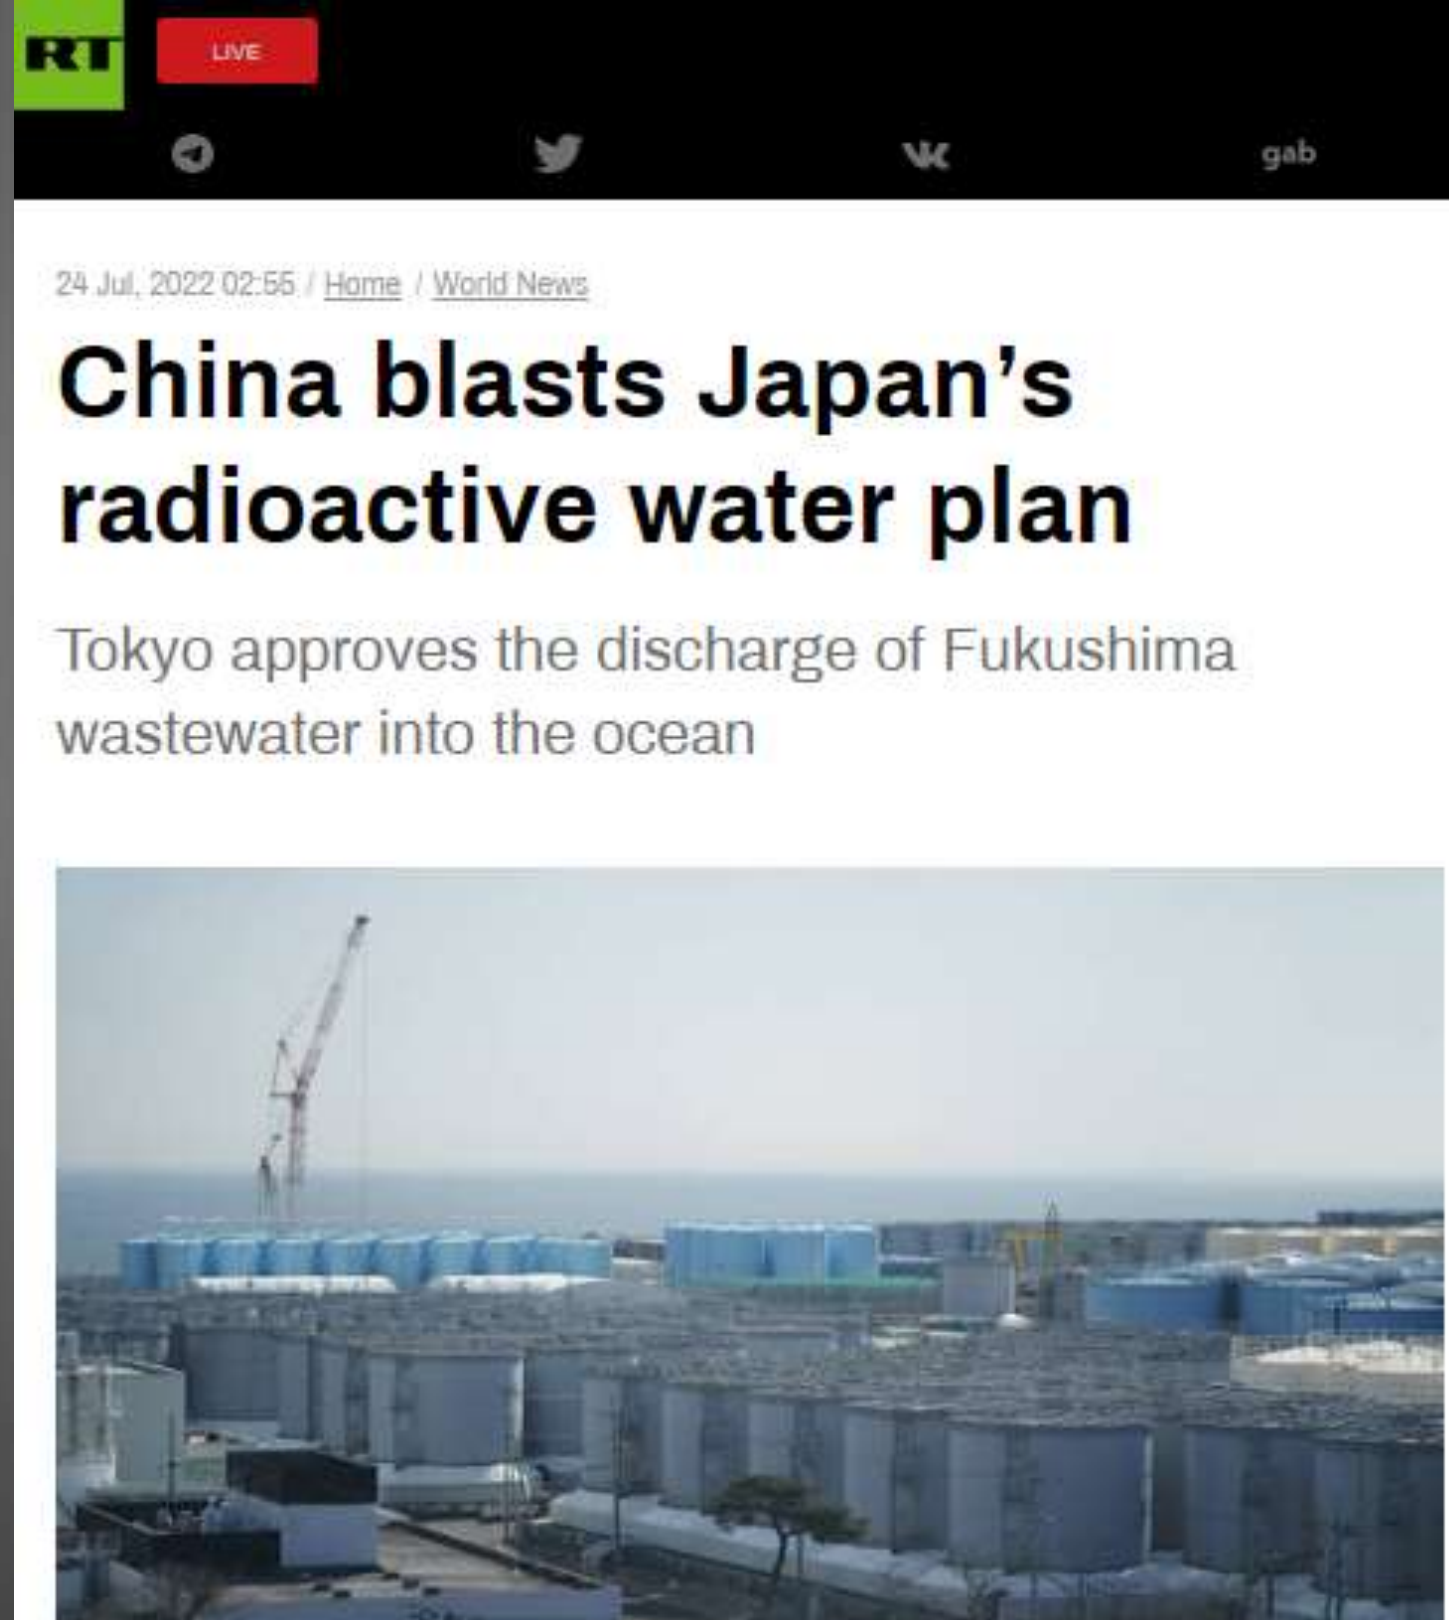 RT
LIVE
gab
24 Jul, 2022 02:55 / Home / World News
China blasts Japan's
radioactive water plan
Tokyo approves the discharge of Fukushima
wastewater into the ocean